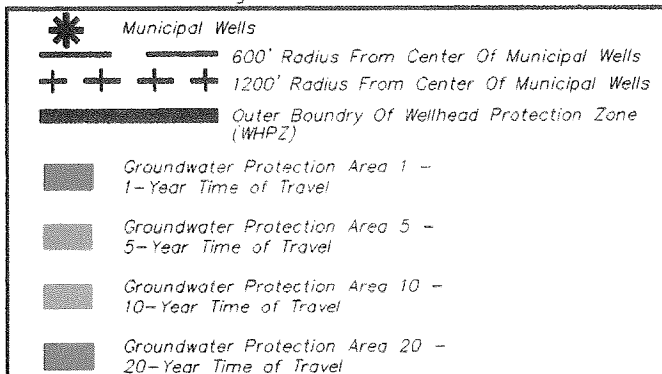 Municipal Wells
600' Radius From Center Of Municipal Wells
1200' Radius From Center Of Municipal Wells
Outer Boundry Of Wellhead Protection Zone
(WHPZ)
Groundwater Protection Area 1 -
1-Year Time of Travel
Groundwater Protection Area 5 -
5-Year Time of Travel
Groundwater Protection Area 10 -
10-Year Time of Travel
Groundwater Protection Area 20 -
20-Year Time of Travel